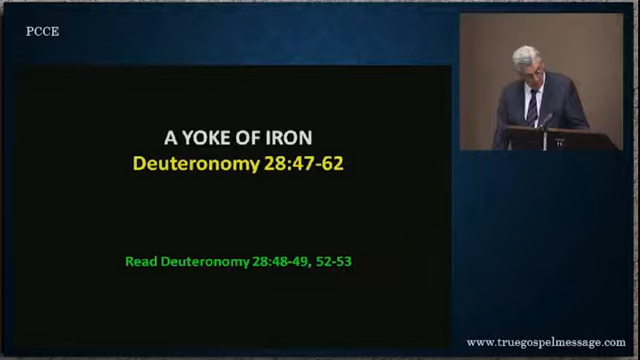 PCCE
A YOKE OF IRON
Deuteronomy 28:47-62
Read Deuteronomy 28:48-49, 52-53
www.truegospelmessage.com